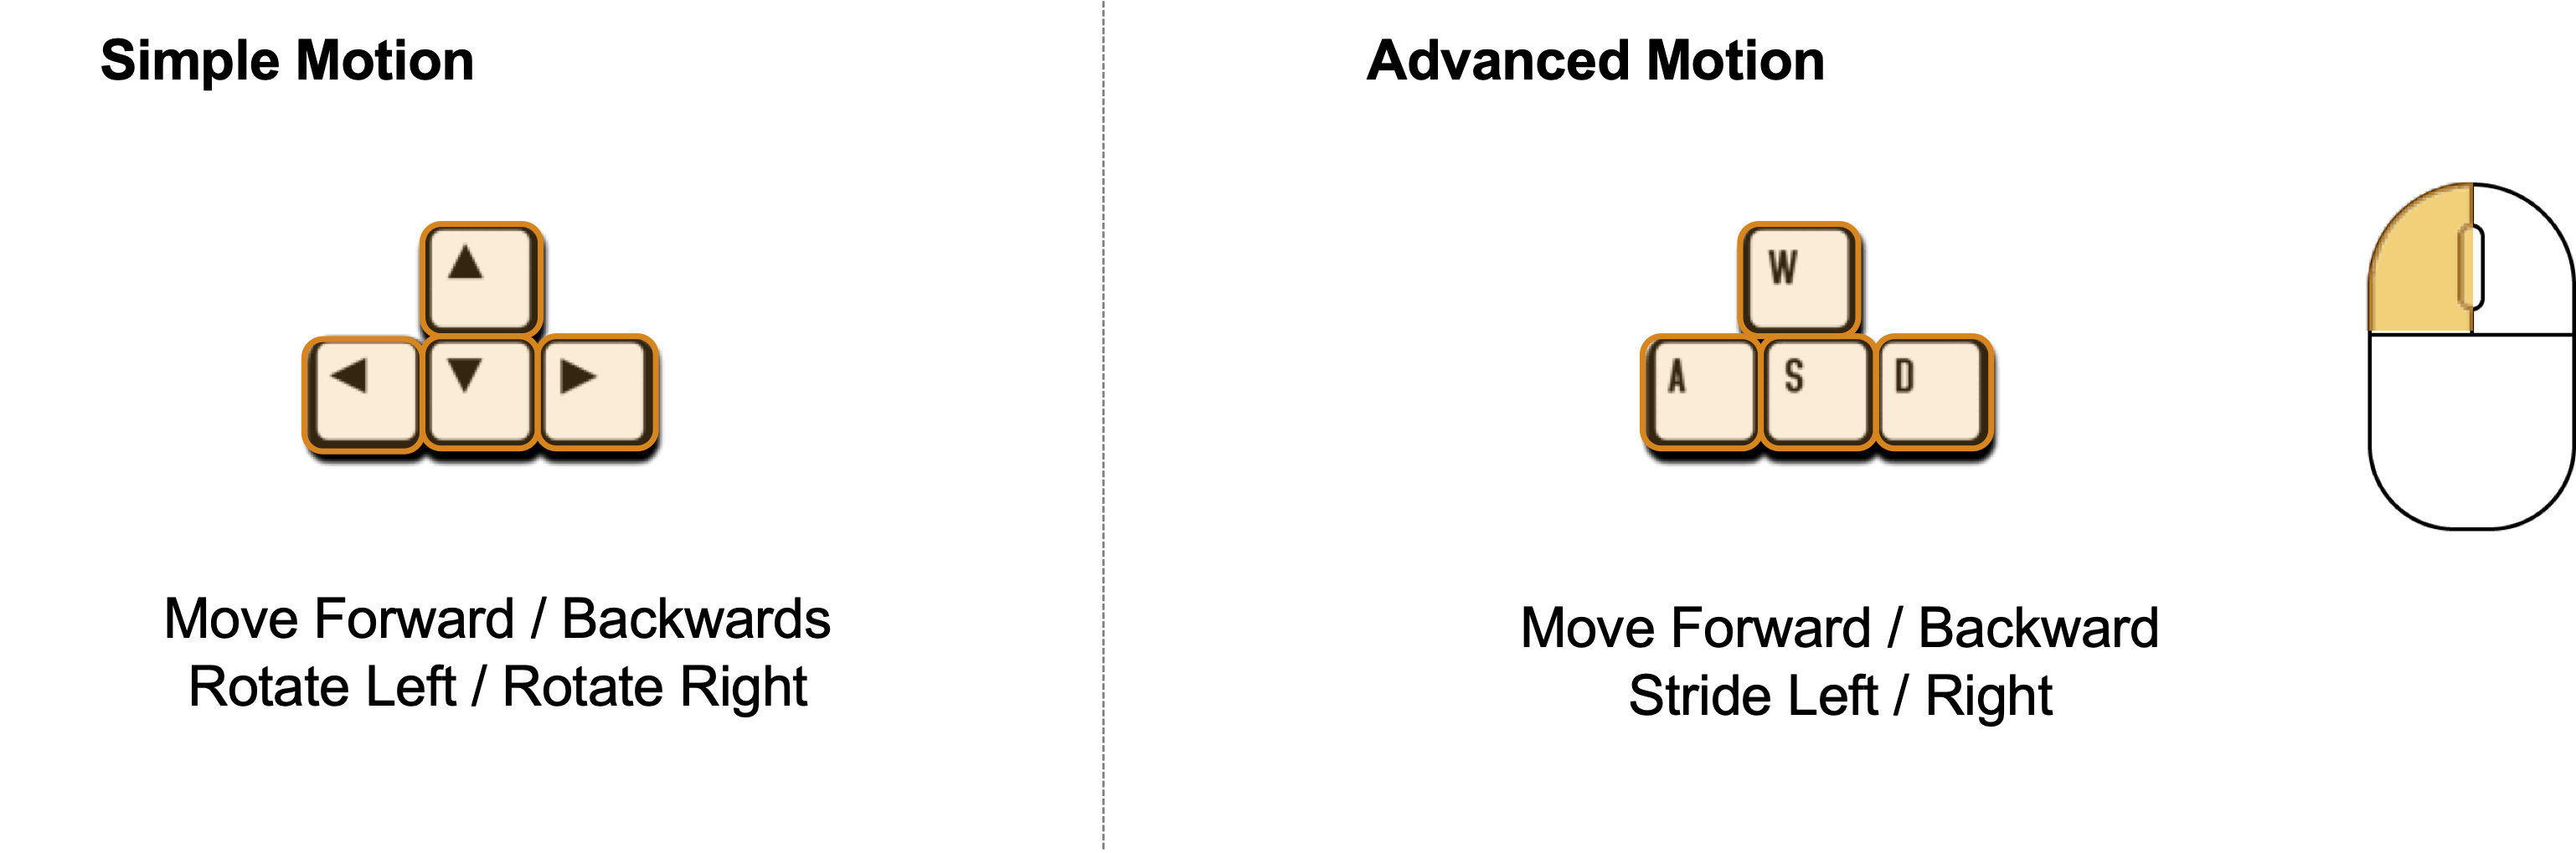 Simple Motion
Advanced Motion
W
A S D
Move Forward / Backwards
Rotate Left / Rotate Right
Move Forward / Backward
Stride Left / Right